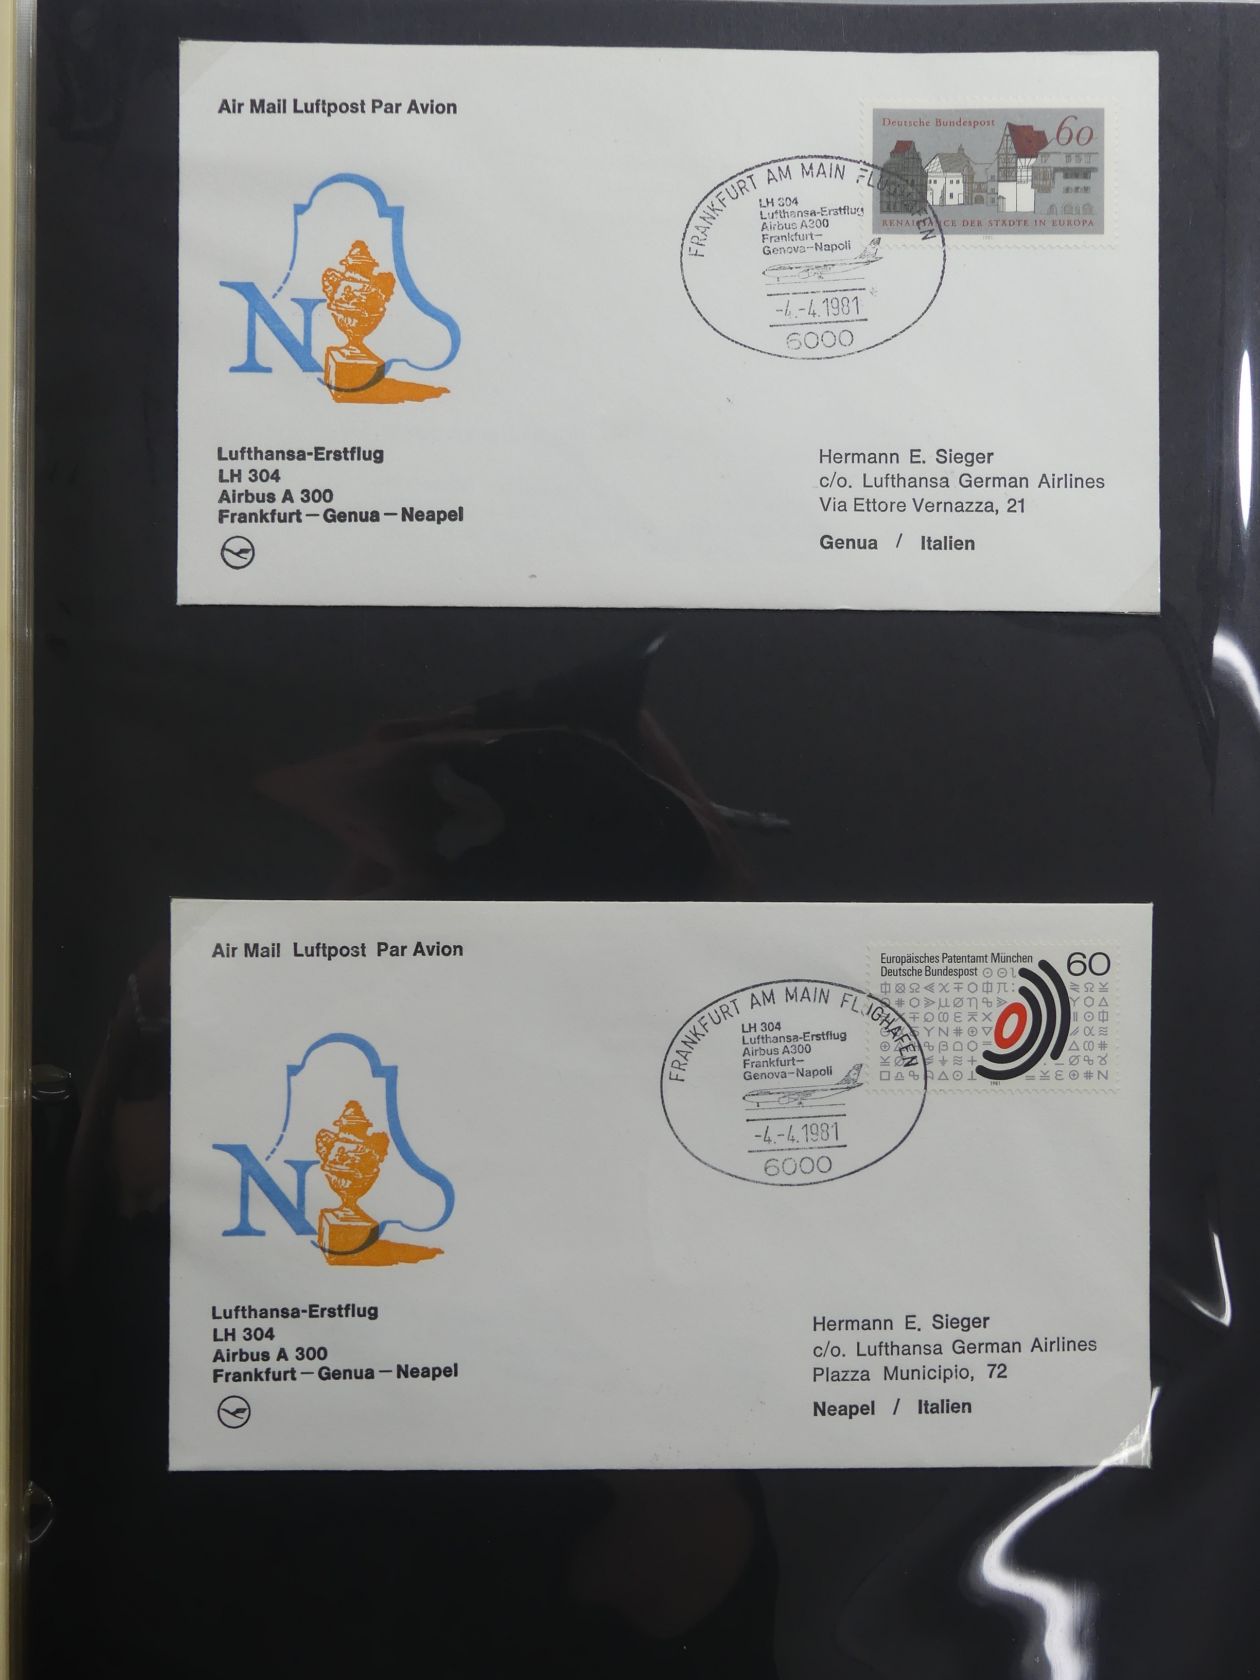 Air Mail Luftpost Par Avion
Deutsche Bundespost 60
RENAISSANCE DER STÄDTE IN EUROPA
1981
FRANKFURT AM MAIN FLUGHAFEN
LH 304
Lufthansa-Erstflug
Airbus A300
Frankfurt–
Genova–Napoli
-4.-4.1981
6000
N
Lufthansa-Erstflug
LH 304
Airbus A 300
Frankfurt – Genua – Neapel
Hermann E. Sieger
c/o. Lufthansa German Airlines
Via Ettore Vernazza, 21
Genua / Italien
Air Mail Luftpost Par Avion
Europäisches Patentamt München 60
Deutsche Bundespost
1981
FRANKFURT AM MAIN FLUGHAFEN
LH 304
Lufthansa-Erstflug
Airbus A300
Frankfurt–
Genova–Napoli
-4.-4.1981
6000
N
Lufthansa-Erstflug
LH 304
Airbus A 300
Frankfurt – Genua – Neapel
Hermann E. Sieger
c/o. Lufthansa German Airlines
Plazza Municipio, 72
Neapel / Italien